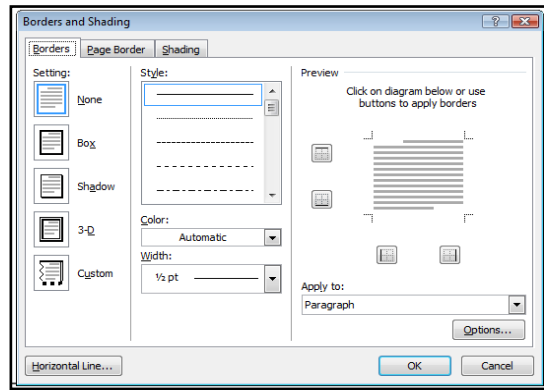 Borders and Shading
Borders
Page Border
Shading
Setting:
None
Box
Shadow
3-D
Custom
Style:
Color:
Automatic
Width:
½ pt
Preview
Click on diagram below or use
buttons to apply borders
Apply to:
Paragraph
Options...
Horizontal Line...
OK
Cancel